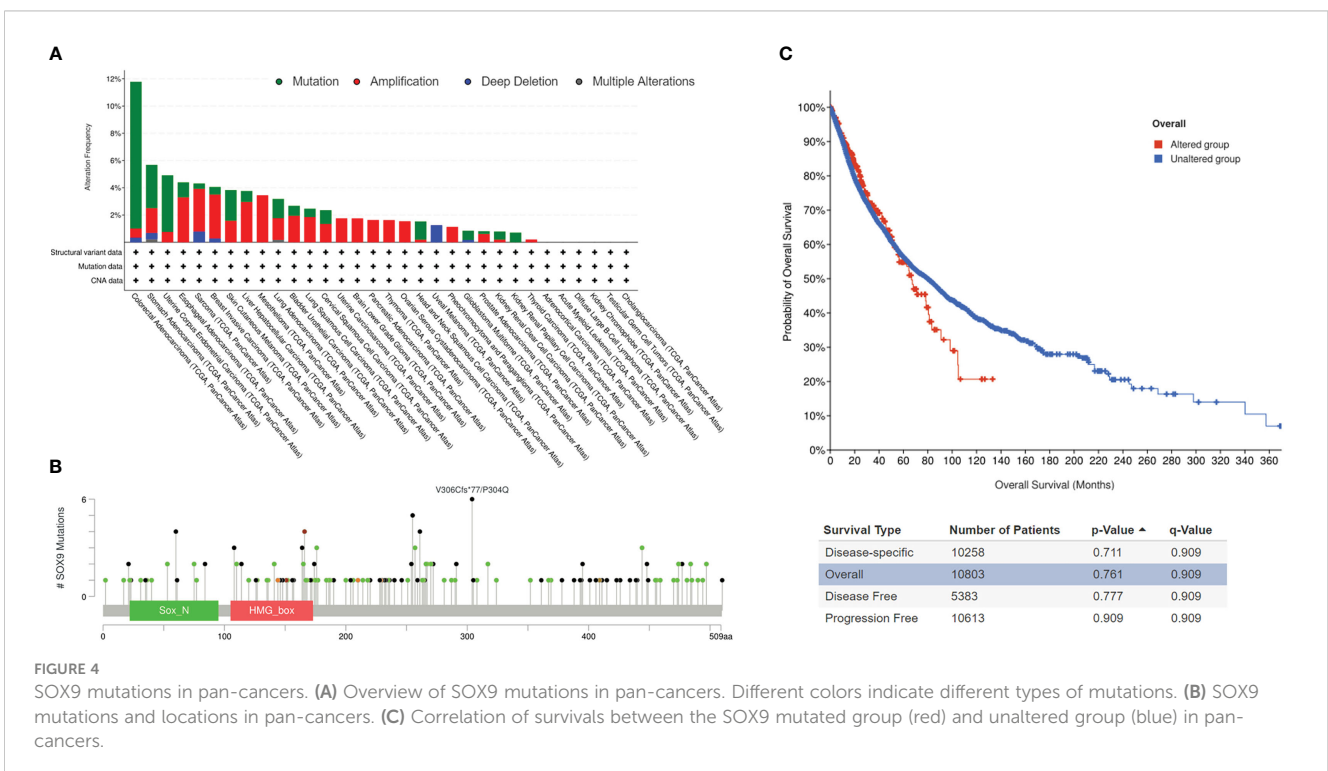 A
Alteration Frequency
12%
10%
8%
6%
4%
2%
Mutation Amplification Deep Deletion Multiple Alterations
Structural variant data
Mutation data
CNA data
Colorectal Adenocarcinoma (TCGA, PanCancer Atlas)
Stomach Adenocarcinoma (TCGA, PanCancer Atlas)
Uterine Corpus Endometrial Carcinoma (TCGA, PanCancer Atlas)
Esophageal Adenocarcinoma (TCGA, PanCancer Atlas)
Sarcoma (TCGA, PanCancer Atlas)
Breast Invasive Carcinoma (TCGA, PanCancer Atlas)
Skin Cutaneous Melanoma (TCGA, PanCancer Atlas)
Liver Hepatocellular Carcinoma (TCGA, PanCancer Atlas)
Mesothelioma (TCGA, PanCancer Atlas)
Lung Adenocarcinoma (TCGA, PanCancer Atlas)
Bladder Urothelial Carcinoma (TCGA, PanCancer Atlas)
Lung Squamous Cell Carcinoma (TCGA, PanCancer Atlas)
Cervical Squamous Cell Carcinoma (TCGA, PanCancer Atlas)
Uterine Carcinosarcoma (TCGA, PanCancer Atlas)
Brain Lower Grade Glioma (TCGA, PanCancer Atlas)
Pancreatic Adenocarcinoma (TCGA, PanCancer Atlas)
Thymoma (TCGA, PanCancer Atlas)
Ovarian Serous Cystadenocarcinoma (TCGA, PanCancer Atlas)
Head and Neck Squamous Cell Carcinoma (TCGA, PanCancer Atlas)
Uveal Melanoma (TCGA, PanCancer Atlas)
Pheochromocytoma and Paraganglioma (TCGA, PanCancer Atlas)
Glioblastoma Multiforme (TCGA, PanCancer Atlas)
Prostate Adenocarcinoma (TCGA, PanCancer Atlas)
Kidney Renal Clear Cell Carcinoma (TCGA, PanCancer Atlas)
Kidney Renal Papillary Cell Carcinoma (TCGA, PanCancer Atlas)
Thyroid Carcinoma (TCGA, PanCancer Atlas)
Adrenocortical Carcinoma (TCGA, PanCancer Atlas)
Acute Myeloid Leukemia (TCGA, PanCancer Atlas)
Diffuse Large B-Cell Lymphoma (TCGA, PanCancer Atlas)
Kidney Chromophobe (TCGA, PanCancer Atlas)
Testicular Germ Cell Tumors (TCGA, PanCancer Atlas)
Cholangiocarcinoma (TCGA, PanCancer Atlas)
B
# SOX9 Mutations
6
0
V306Cfs*77/P304Q
Sox_N HMG_box
0 100 200 300 400 509aa
C
Probability of Overall Survival
100%
90%
80%
70%
60%
50%
40%
30%
20%
10%
0%
Overall
Altered group
Unaltered group
0 20 40 60 80 100 120 140 160 180 200 220 240 260 280 300 320 340 360
Overall Survival (Months)
Survival Type Number of Patients p-Value q-Value
Disease-specific 10258 0.711 0.909
Overall 10803 0.761 0.909
Disease Free 5383 0.777 0.909
Progression Free 10613 0.909 0.909
FIGURE 4
SOX9 mutations in pan-cancers. (A) Overview of SOX9 mutations in pan-cancers. Different colors indicate different types of mutations. (B) SOX9
mutations and locations in pan-cancers. (C) Correlation of survivals between the SOX9 mutated group (red) and unaltered group (blue) in pan-
cancers.